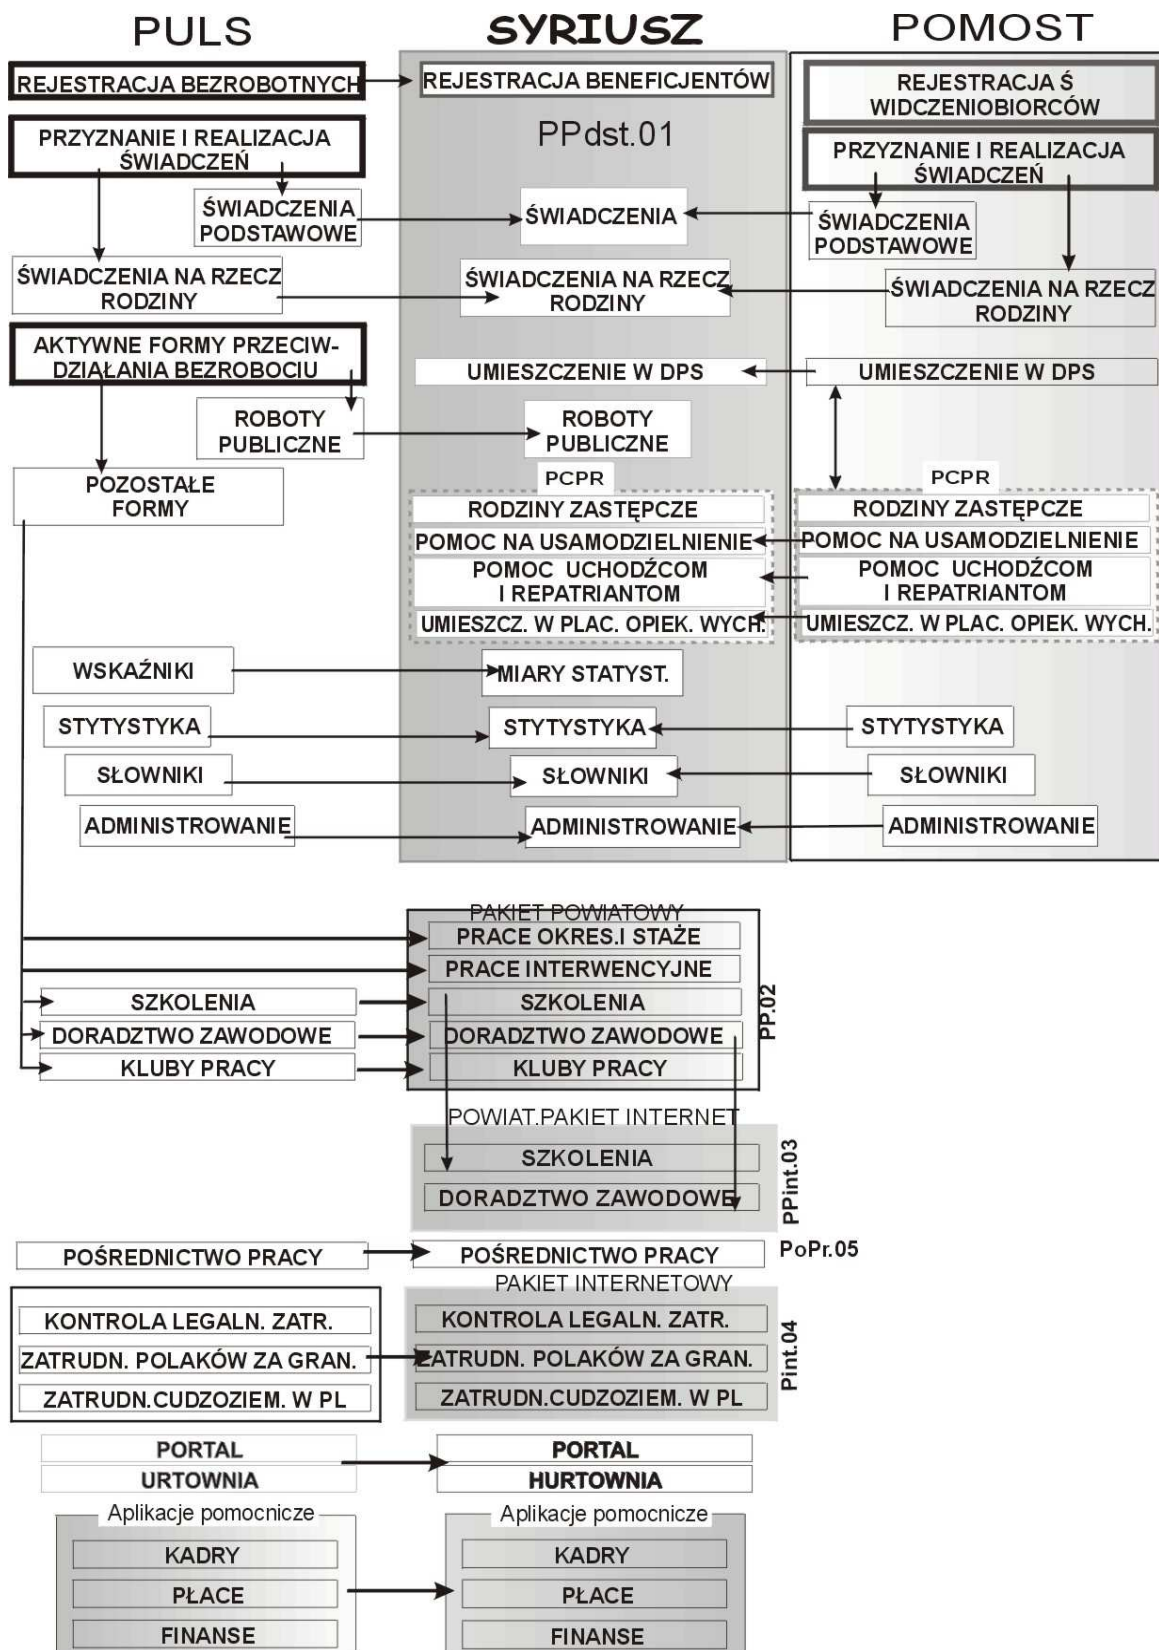 PULS
SYRIUSZ
POMOST
REJESTRACJA BEZROBOTNYCH
REJESTRACJA BENEFICJENTÓW
REJESTRACJA Ś
WIDCZENIOBIORCÓW
PPdst.01
PRZYZNANIE I REALIZACJA
ŚWIADCZEŃ
PRZYZNANIE I REALIZACJA
ŚWIADCZEŃ
ŚWIADCZENIA
PODSTAWOWE
ŚWIADCZENIA
ŚWIADCZENIA
PODSTAWOWE
ŚWIADCZENIA NA RZECZ
RODZINY
ŚWIADCZENIA NA RZECZ
RODZINY
ŚWIADCZENIA NA RZECZ
RODZINY
AKTYWNE FORMY PRZECIW-
DZIAŁANIA BEZROBOCIU
UMIESZCZENIE W DPS
UMIESZCZENIE W DPS
ROBOTY
PUBLICZNE
ROBOTY
PUBLICZNE
POZOSTAŁE
FORMY
PCPR
RODZINY ZASTĘPCZE
POMOC NA USAMODZIELNIENIE
POMOC UCHODŹCOM
I REPATRIANTOM
UMIESZCZ. W PLAC. OPIEK. WYCH.
PCPR
RODZINY ZASTĘPCZE
POMOC NA USAMODZIELNIENIE
POMOC UCHODŹCOM
I REPATRIANTOM
UMIESZCZ. W PLAC. OPIEK. WYCH.
WSKAŹNIKI
MIARY STATYST.
STYTYSTYKA
STYTYSTYKA
STYTYSTYKA
SŁOWNIKI
SŁOWNIKI
SŁOWNIKI
ADMINISTROWANIE
ADMINISTROWANIE
ADMINISTROWANIE
PAKIET POWIATOWY
PRACE OKRES.I STAŻE
PRACE INTERWENCYJNE
SZKOLENIA
SZKOLENIA
DORADZTWO ZAWODOWE
DORADZTWO ZAWODOWE
KLUBY PRACY
KLUBY PRACY
PP.02
POWIAT.PAKIET INTERNET
SZKOLENIA
DORADZTWO ZAWODOWE
PPint.03
POŚREDNICTWO PRACY
POŚREDNICTWO PRACY
PoPr.05
PAKIET INTERNETOWY
KONTROLA LEGALN. ZATR.
KONTROLA LEGALN. ZATR.
ZATRUDN. POLAKÓW ZA GRAN.
ZATRUDN. POLAKÓW ZA GRAN.
ZATRUDN.CUDZOZIEM. W PL
ZATRUDN.CUDZOZIEM. W PL
Pint.04
PORTAL
PORTAL
URTOWNIA
HURTOWNIA
Aplikacje pomocnicze
Aplikacje pomocnicze
KADRY
KADRY
PŁACE
PŁACE
FINANSE
FINANSE